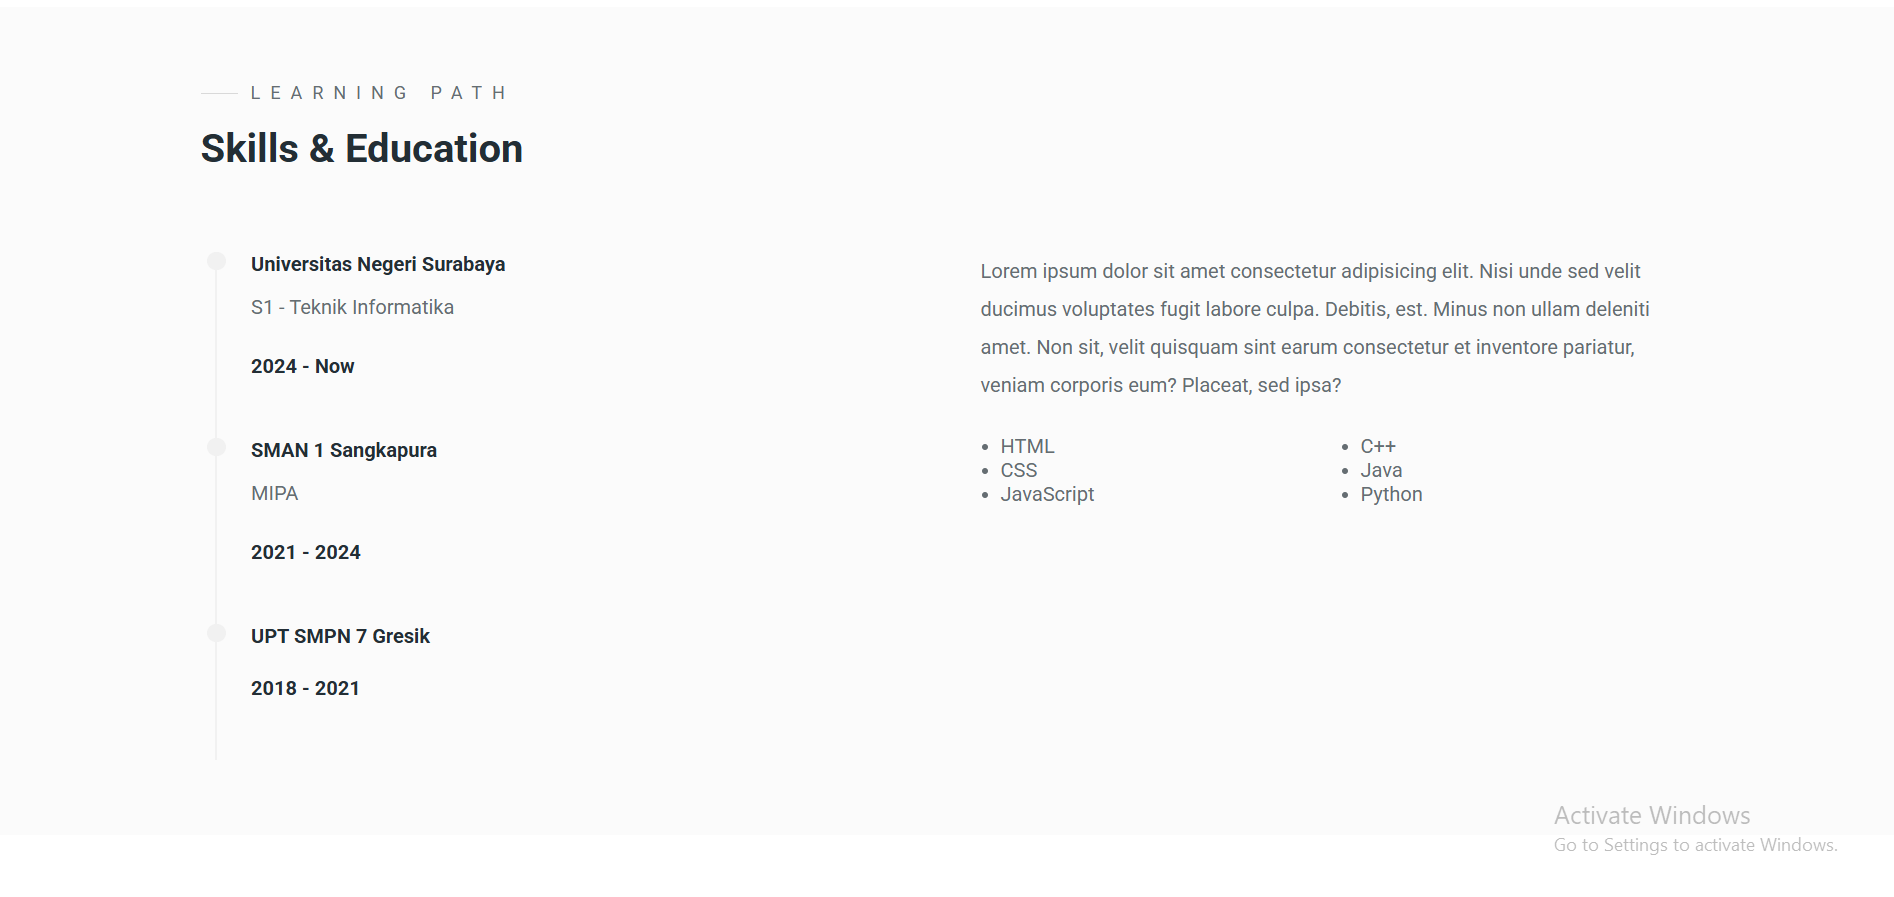 LEARNING PATH
Skills & Education
Universitas Negeri Surabaya
S1 - Teknik Informatika
2024 - Now
SMAN 1 Sangkapura
MIPA
2021 - 2024
UPT SMPN 7 Gresik
2018 - 2021
Lorem ipsum dolor sit amet consectetur adipisicing elit. Nisi unde sed velit
ducimus voluptates fugit labore culpa. Debitis, est. Minus non ullam deleniti
amet. Non sit, velit quisquam sint earum consectetur et inventore pariatur,
veniam corporis eum? Placeat, sed ipsa?
• HTML
• CSS
• JavaScript
• C++
• Java
• Python
Activate Windows
Go to Settings to activate Windows.